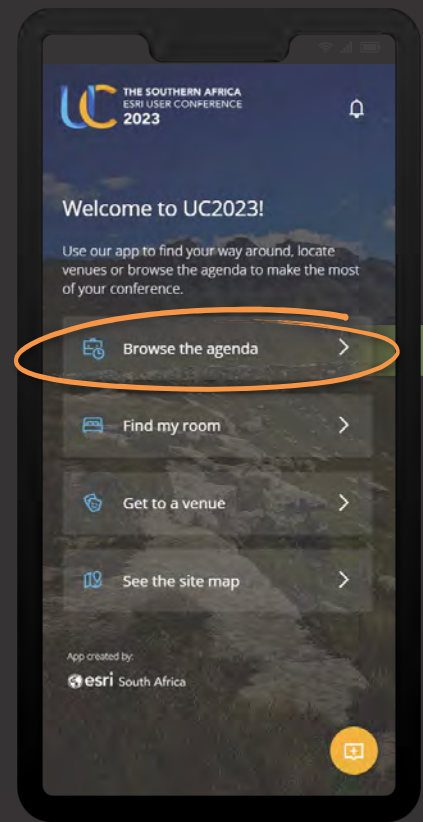 UC
THE SOUTHERN AFRICA
ESRI USER CONFERENCE
2023
Welcome to UC2023!
Use our app to find your way around, locate
venues or browse the agenda to make the most
of your conference.
Browse the agenda
Find my room
Get to a venue
See the site map
App created by:
esri South Africa